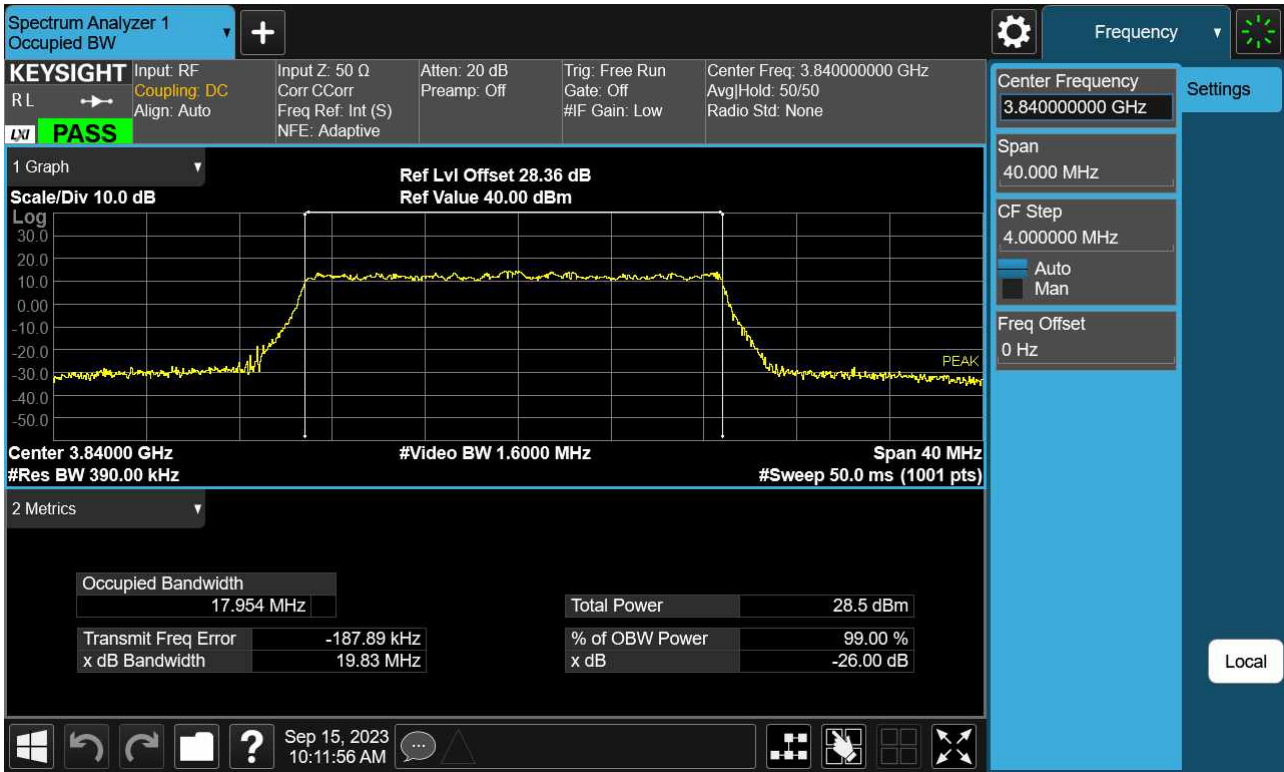 Spectrum Analyzer 1
Occupied BW
+
Frequency
KEYSIGHT
RL
LXI PASS
Input: RF
Coupling: DC
Align: Auto
Input Z: 50 Ω
Corr CCorr
Freq Ref: Int (S)
NFE: Adaptive
Atten: 20 dB
Preamp: Off
Trig: Free Run
Gate: Off
#IF Gain: Low
Center Freq: 3.840000000 GHz
Avg|Hold: 50/50
Radio Std: None
Center Frequency
3.840000000 GHz
Settings
Span
40.000 MHz
CF Step
4.000000 MHz
Auto
Man
Freq Offset
0 Hz
Local
1 Graph
Scale/Div 10.0 dB
Ref Lvl Offset 28.36 dB
Ref Value 40.00 dBm
Log
30.0
20.0
10.0
0.00
-10.0
-20.0
-30.0
-40.0
-50.0
PEAK
Center 3.84000 GHz
#Video BW 1.6000 MHz
Span 40 MHz
#Res BW 390.00 kHz
#Sweep 50.0 ms (1001 pts)
2 Metrics
Occupied Bandwidth
17.954 MHz
Total Power 28.5 dBm
Transmit Freq Error -187.89 kHz
% of OBW Power 99.00 %
x dB Bandwidth 19.83 MHz
x dB -26.00 dB
?
Sep 15, 2023
10:11:56 AM